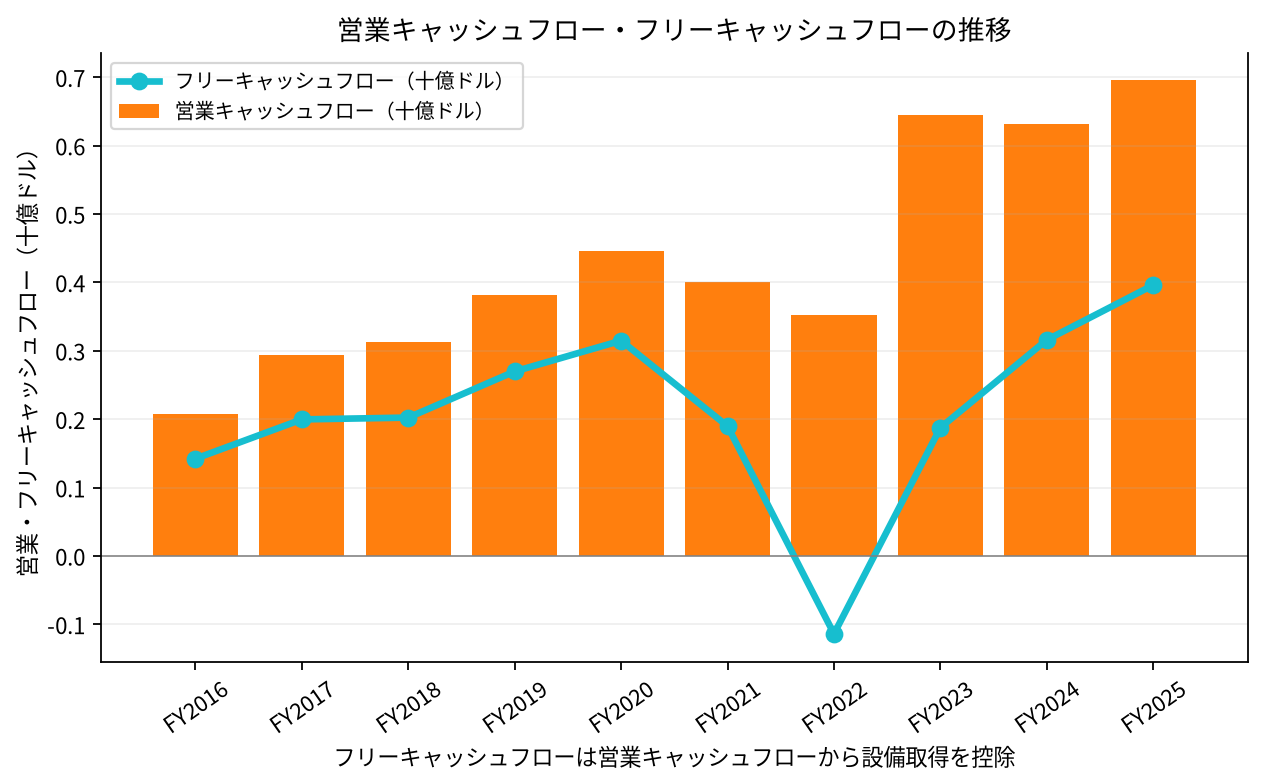 営業キャッシュフロー・フリーキャッシュフローの推移
フリーキャッシュフロー（十億ドル）
営業キャッシュフロー（十億ドル）
営業・フリーキャッシュフロー（十億ドル）
0.7
0.6
0.5
0.4
0.3
0.2
0.1
0.0
-0.1
FY2016
FY2017
FY2018
FY2019
FY2020
FY2021
FY2022
FY2023
FY2024
FY2025
フリーキャッシュフローは営業キャッシュフローから設備取得を控除